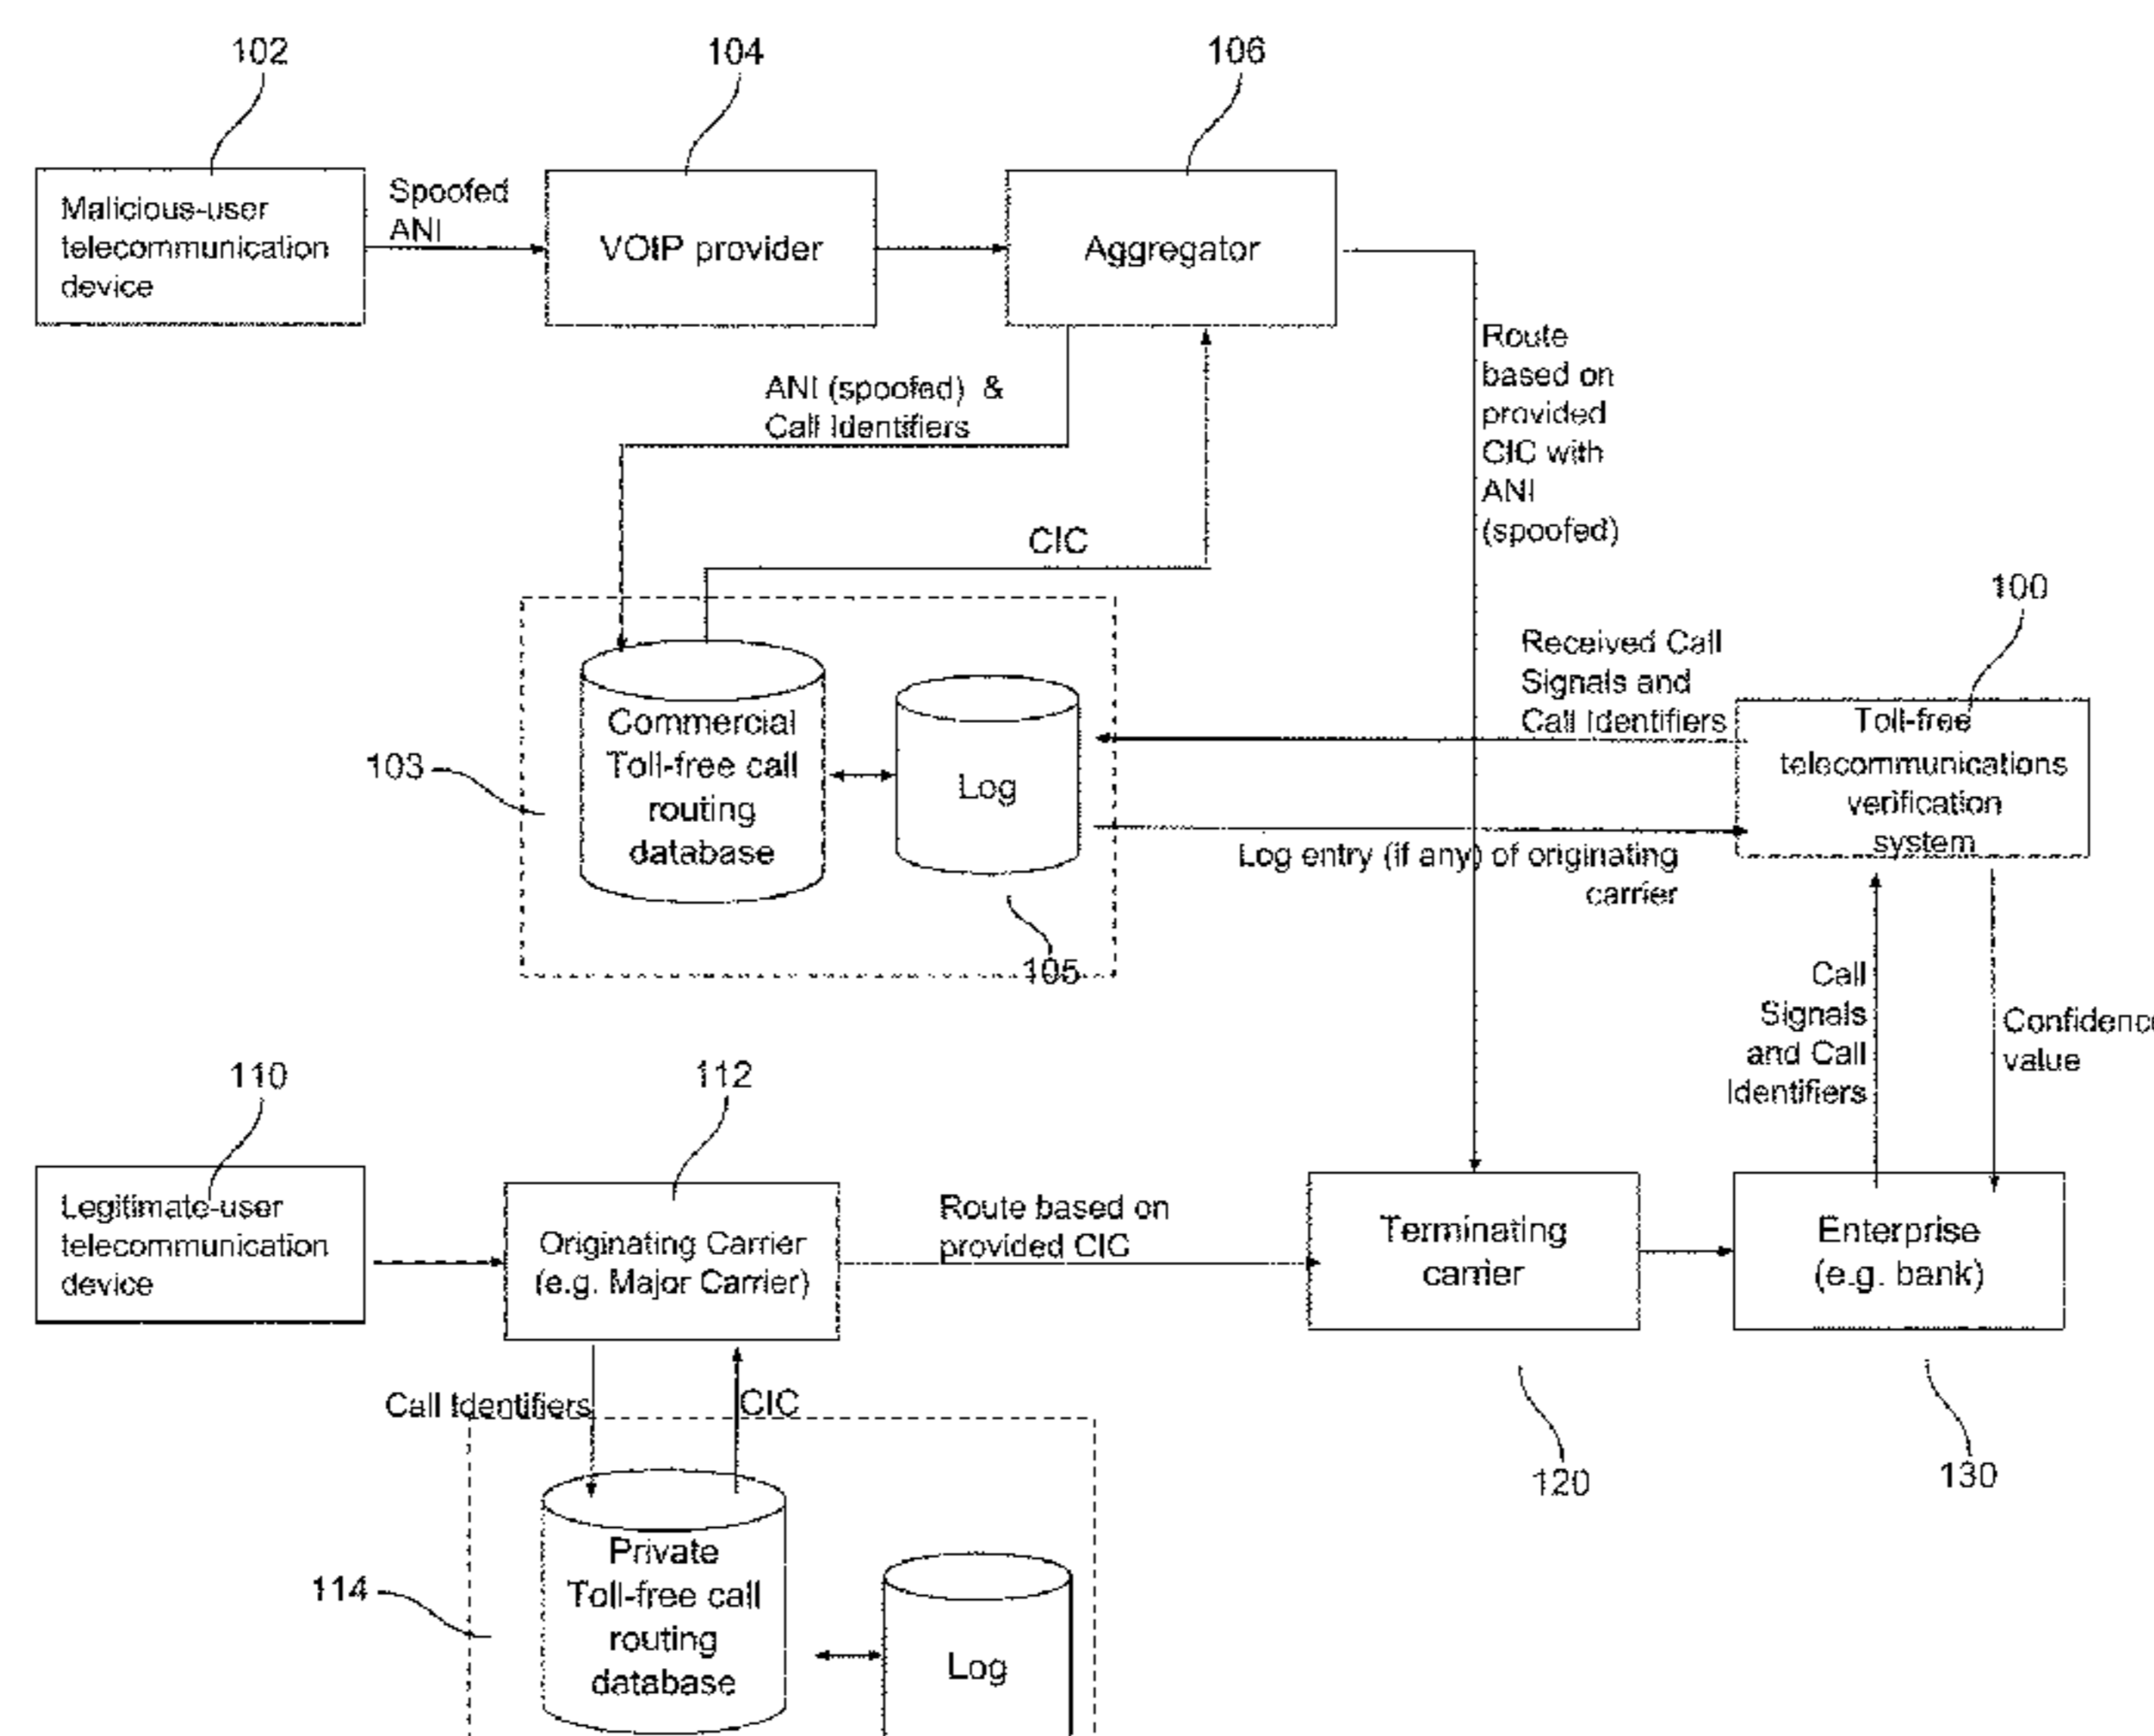 102
104
106
Malicious-user
telecommunication
device
Spoofed
ANI
VOIP provider
Aggregator
Route
based on
provided
CIC with
ANI
(spoofed)
ANI (spoofed) &
Call Identifiers
CIC
100
Received Call
Signals and
Call Identifiers
Toll-free
telecommunications
verification
system
103
Commercial
Toll-free call
routing
database
Log
Log entry (if any) of originating
carrier
105
Call
Signals
and Call
Identifiers
Confidence
value
110
112
Legitimate-user
telecommunication
device
Originating Carrier
(e.g. Major Carrier)
Route based on
provided CIC
Terminating
carrier
Enterprise
(e.g. bank)
Call Identifiers
CIC
120
130
114
Private
Toll-free call
routing
database
Log